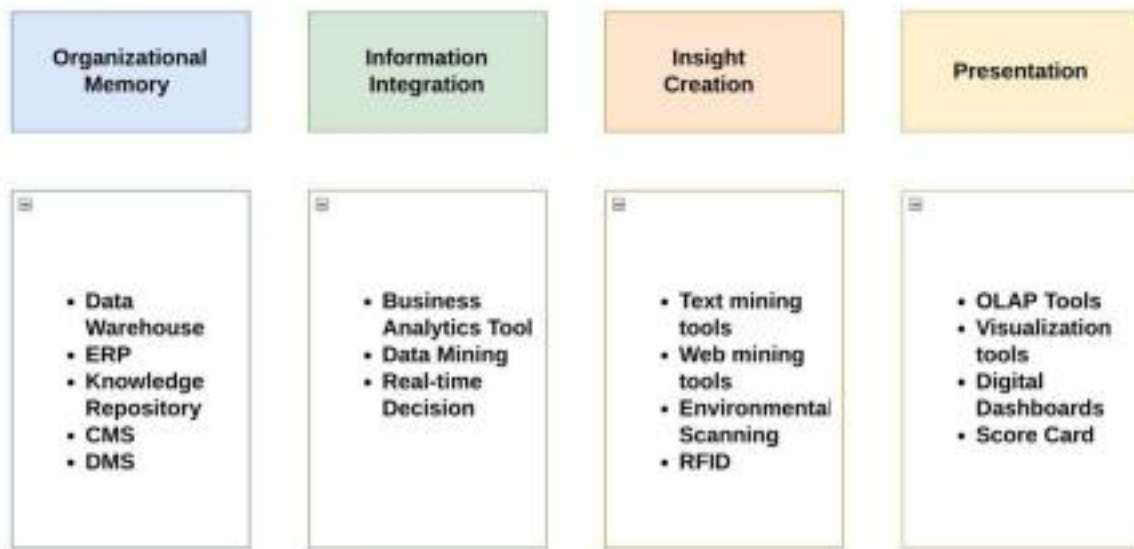 Organizational
Memory
Information
Integration
Insight
Creation
Presentation
• Data
Warehouse
• ERP
• Knowledge
Repository
• CMS
• DMS
• Business
Analytics Tool
• Data Mining
• Real-time
Decision
• Text mining
tools
• Web mining
tools
• Environmental
Scanning
• RFID
• OLAP Tools
• Visualization
tools
• Digital
Dashboards
• Score Card